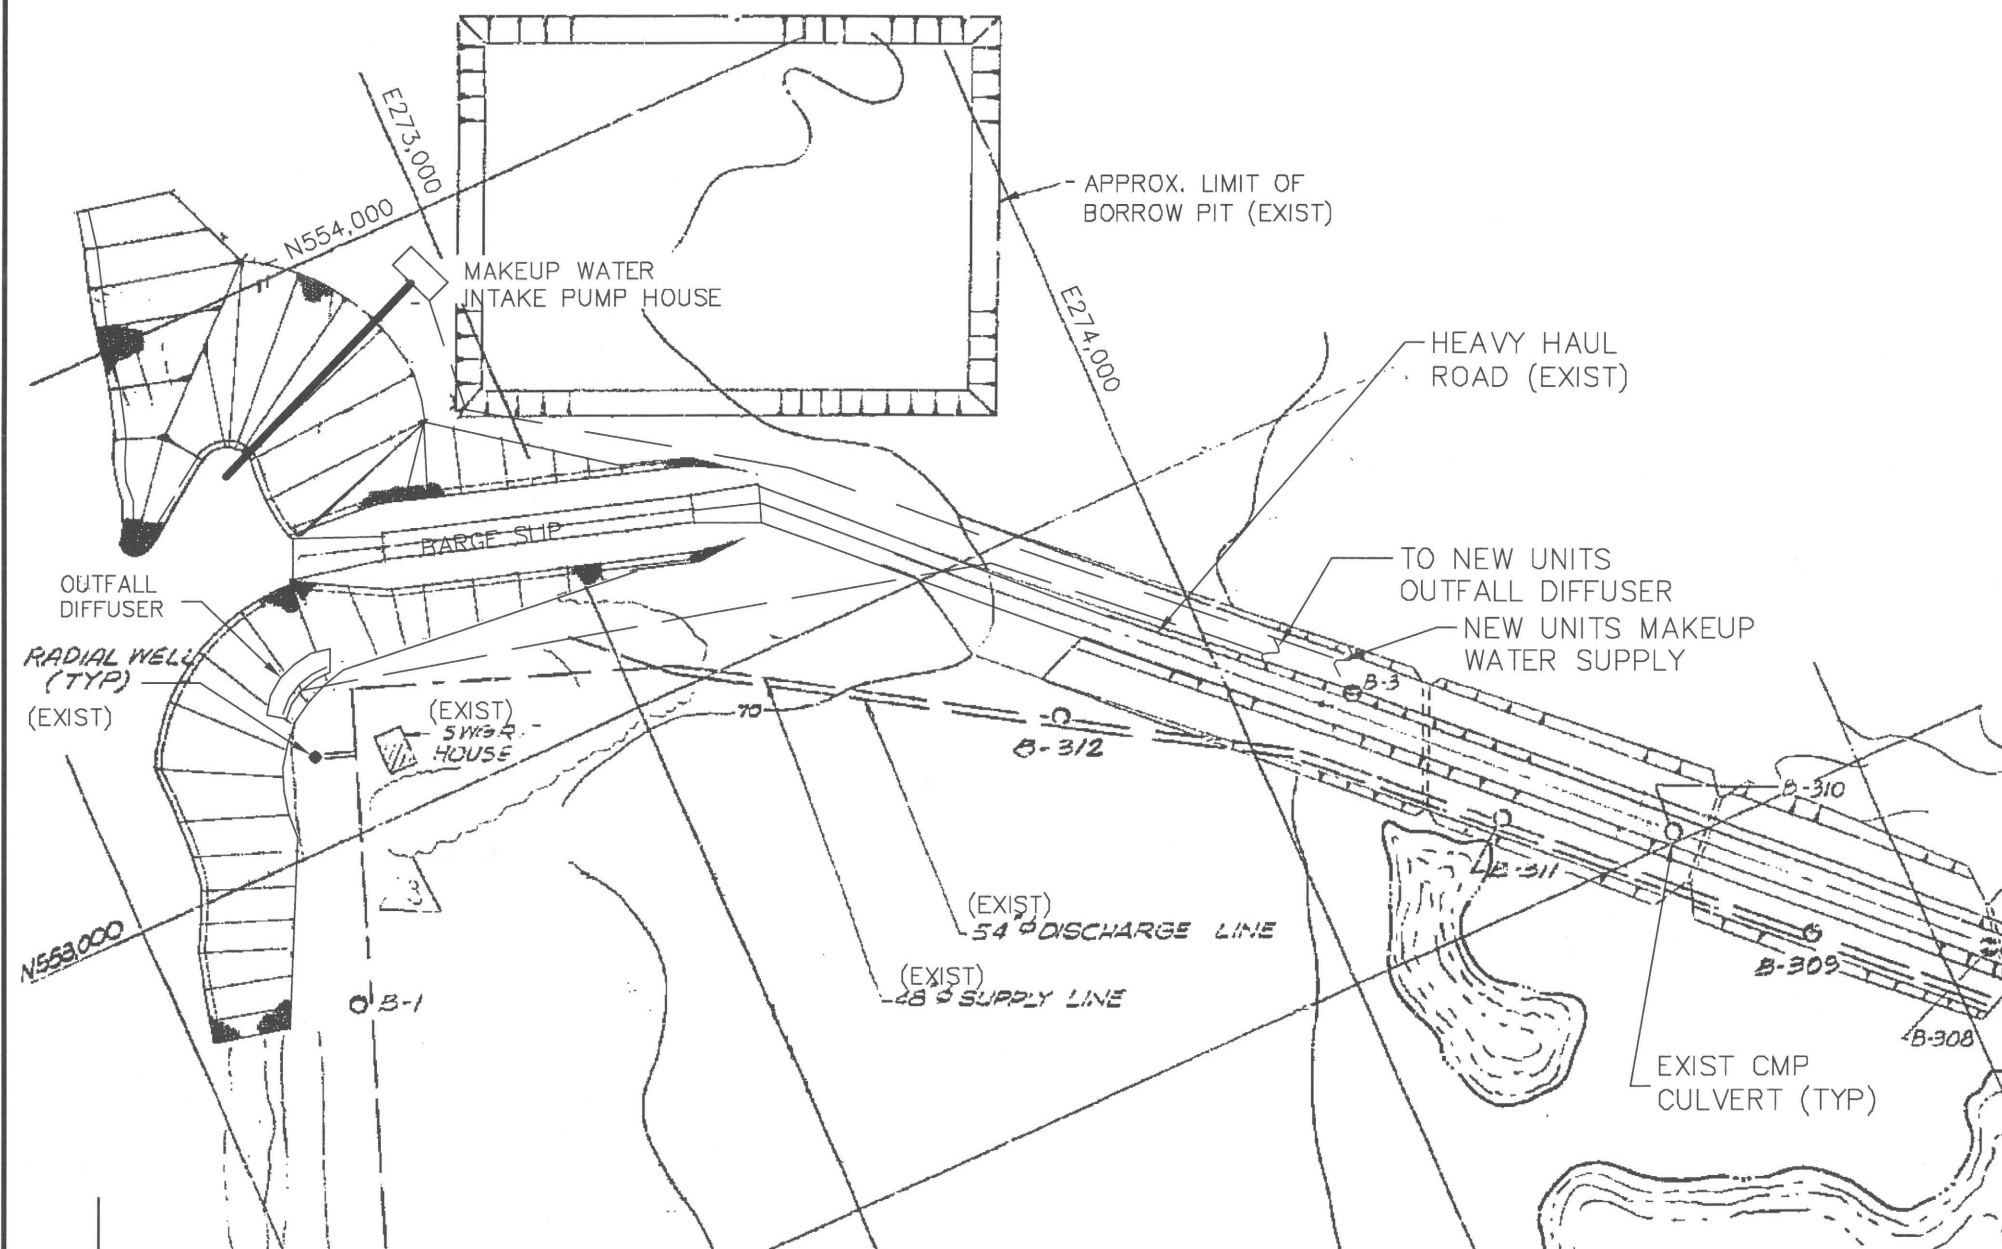 E273,000
N554,000
APPROX. LIMIT OF
BORROW PIT (EXIST)
MAKEUP WATER
INTAKE PUMP HOUSE
E274,000
HEAVY HAUL
ROAD (EXIST)
BARGE SLIP
TO NEW UNITS
OUTFALL DIFFUSER
OUTFALL
DIFFUSER
NEW UNITS MAKEUP
WATER SUPPLY
RADIAL WELL
(TYP)
(EXIST)
B-3
(EXIST)
SWGR
HOUSE
70
B-312
B-310
B-311
3
(EXIST)
54"⌀ DISCHARGE LINE
N553,000
(EXIST)
48"⌀ SUPPLY LINE
B-309
B-1
B-308
EXIST CMP
CULVERT (TYP)